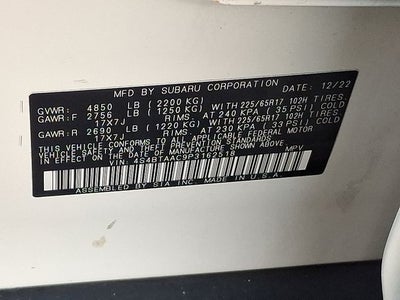 MFD BY SUBARU CORPORATION DATE: 12/22
GVWR: 4850 LB (2200 KG)
GAWR:F 2756 LB (1250 KG) WITH 225/65R17 102H TIRES
17X7J RIMS, AT 240 KPA (35 PSI) COLD
GAWR:R 2690 LB (1220 KG) WITH 225/65R17 102H TIRES
17X7J RIMS, AT 230 KPA (33 PSI) COLD
THIS VEHICLE CONFORMS TO ALL APPLICABLE FEDERAL MOTOR
VEHICLE SAFETY AND THEFT PREVENTION STANDARDS IN
EFFECT ON THE DATE OF MANUFACTURE SHOWN ABOVE.
VIN: 4S4BTAAC9P3162518 MPV
ASSEMBLED BY SIA INC. MADE IN U.S.A.